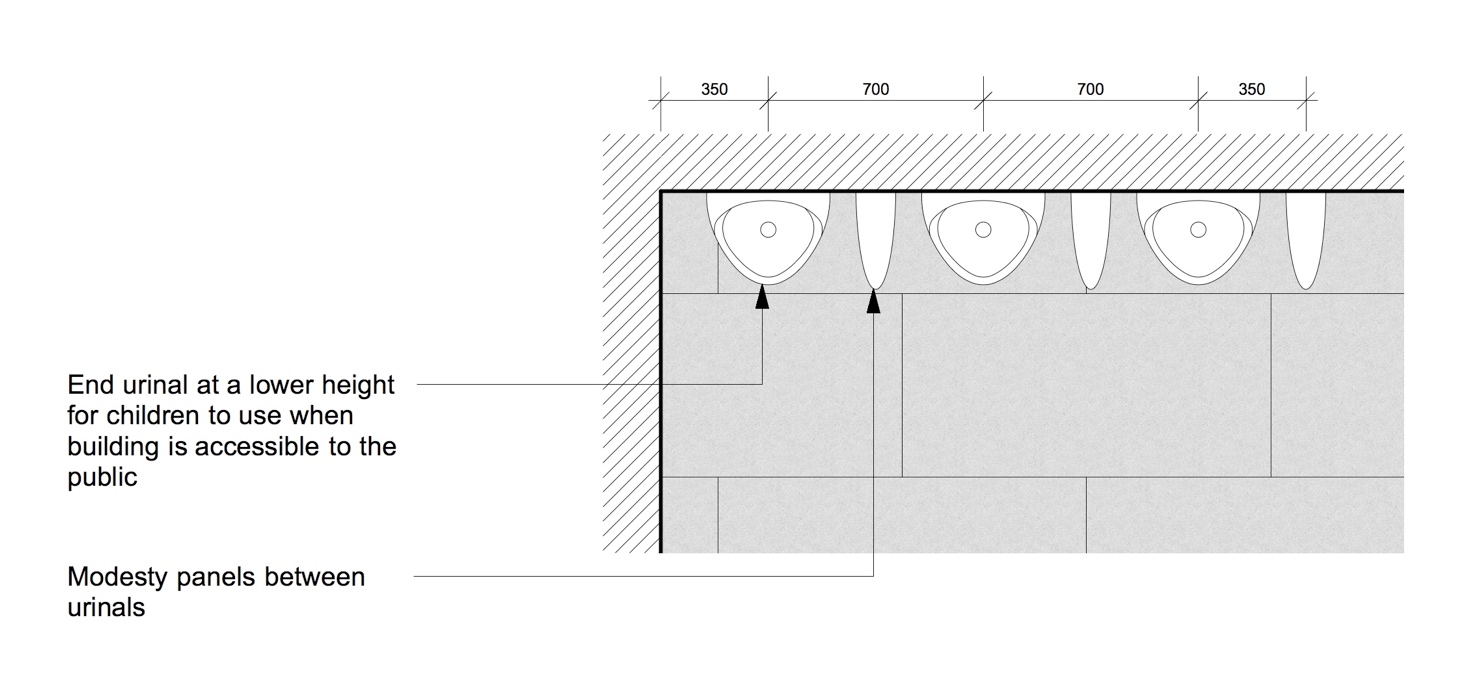 350 700 700 350
End urinal at a lower height
for children to use when
building is accessible to the
public
Modesty panels between
urinals